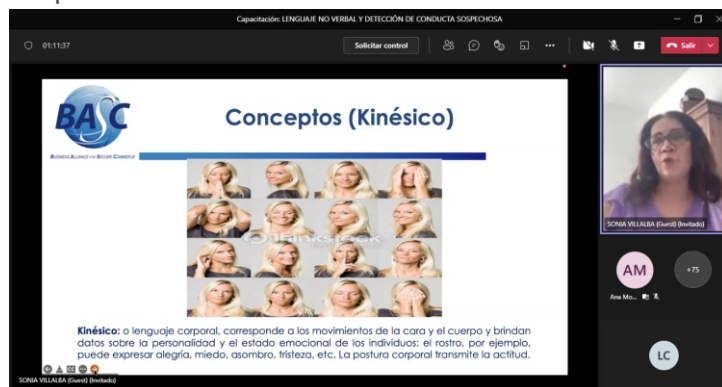 Capacitación: LENGUAJE NO VERBAL Y DETECCIÓN DE CONDUCTA SOSPECHOSA
01:11:37
Solicitar control
Salir
BASC
BUSINESS ALLIANCE FOR SECURE COMMERCE
Conceptos (Kinésico)
Thinkstock
Kinésico: o lenguaje corporal, corresponde a los movimientos de la cara y el cuerpo y brindan
datos sobre la personalidad y el estado emocional de los individuos: el rostro, por ejemplo,
puede expresar alegría, miedo, asombro, tristeza, etc. La postura corporal transmite la actitud.
SONIA VILLALBA (Guest) (Invitado)
SONIA VILLALBA (Guest) (Invitado)
AM
+75
Ana Mo...
LC